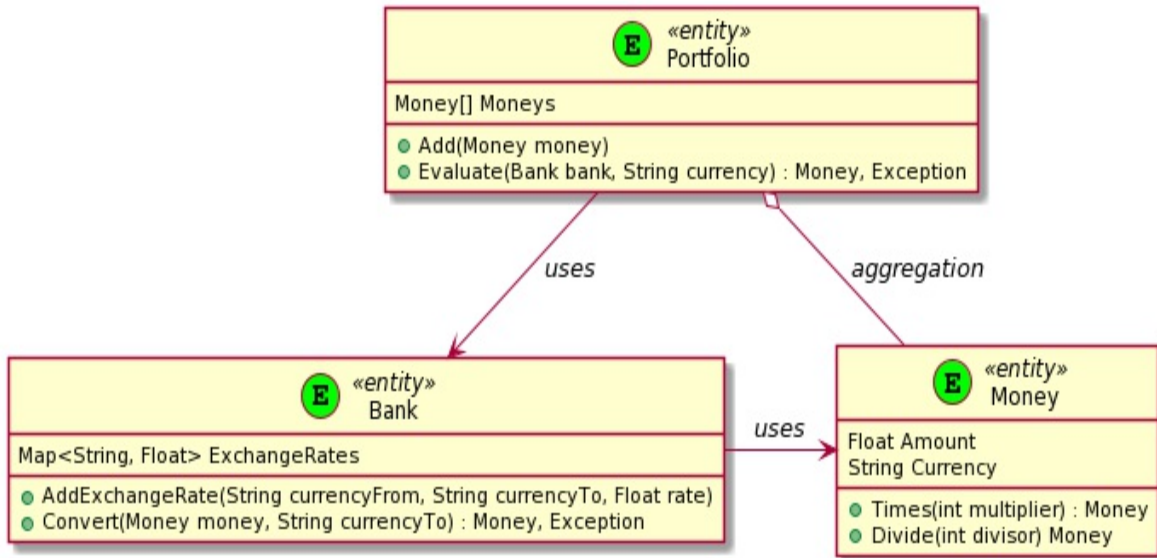 E
«entity»
Portfolio
Money[] Moneys
Add(Money money)
Evaluate(Bank bank, String currency) : Money, Exception
uses
aggregation
E
«entity»
Bank
Map<String, Float> ExchangeRates
AddExchangeRate(String currencyFrom, String currencyTo, Float rate)
Convert(Money money, String currencyTo) : Money, Exception
uses
E
«entity»
Money
Float Amount
String Currency
Times(int multiplier) : Money
Divide(int divisor) Money